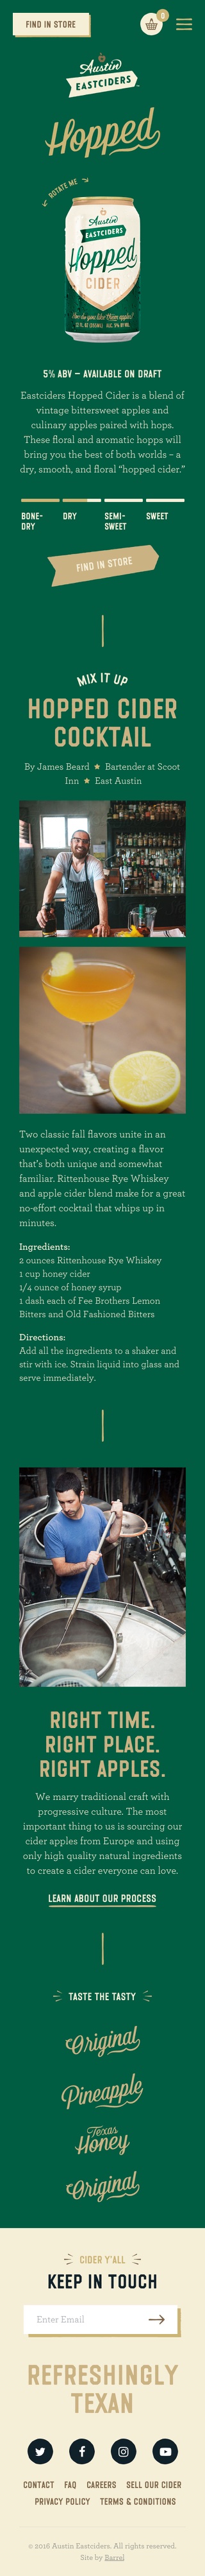 FIND IN STORE
0
Austin
EASTCIDERS
Hopped
ROTATE ME
Austin
EASTCIDERS
Hopped
CIDER
How do you like them apples?
5% ABV – AVAILABLE ON DRAFT
Eastciders Hopped Cider is a blend of
vintage bittersweet apples and
culinary apples paired with hops.
These floral and aromatic hopps will
bring you the best of both worlds – a
dry, smooth, and floral “hopped cider.”
BONE- DRY SEMI- SWEET
DRY SWEET
FIND IN STORE
MIX IT UP
HOPPED CIDER
COCKTAIL
By James Beard ★ Bartender at Scoot
Inn ★ East Austin
Two classic fall flavors unite in an
unexpected way, creating a flavor
that’s both unique and somewhat
familiar. Rittenhouse Rye Whiskey
and apple cider blend make for a great
no-effort cocktail that whips up in
minutes.
Ingredients:
2 ounces Rittenhouse Rye Whiskey
1 cup honey cider
1/4 ounce of honey syrup
1 dash each of Fee Brothers Lemon
Bitters and Old Fashioned Bitters
Directions:
Add all the ingredients to a shaker and
stir with ice. Strain liquid into glass and
serve immediately.
RIGHT TIME.
RIGHT PLACE.
RIGHT APPLES.
We marry traditional craft with
progressive culture. The most
important thing to us is sourcing our
cider apples from Europe and using
only high quality natural ingredients
to create a cider everyone can love.
LEARN ABOUT OUR PROCESS
TASTE THE TASTY
Original
Pineapple
Texas
Honey
Original
CIDER Y'ALL
KEEP IN TOUCH
Enter Email
REFRESHINGLY
TEXAN
CONTACT FAQ CAREERS SELL OUR CIDER
PRIVACY POLICY TERMS & CONDITIONS
© 2016 Austin Eastciders. All rights reserved.
Site by Barrel